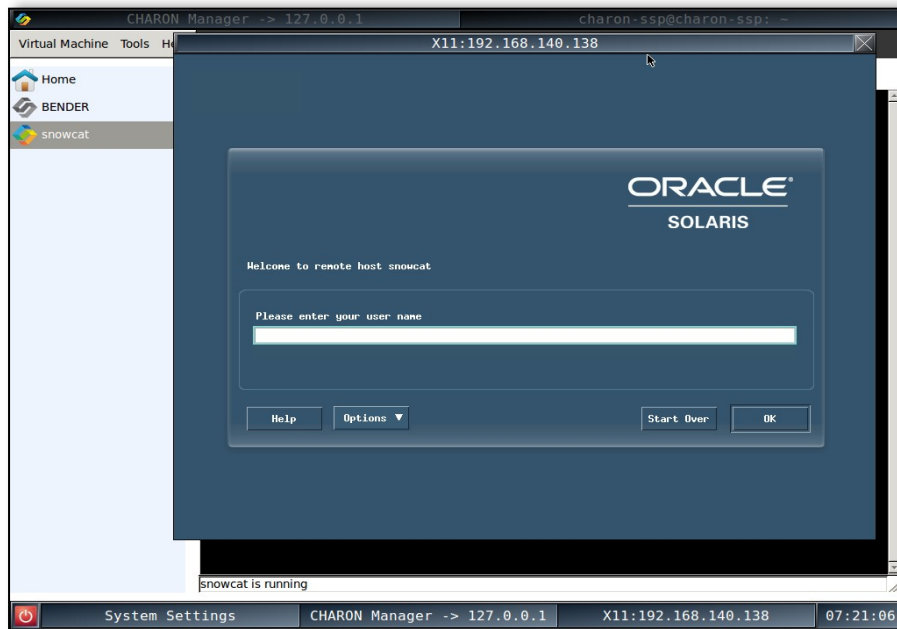 CHARON Manager -> 127.0.0.1
charon-ssp@charon-ssp: ~
Virtual Machine Tools
X11:192.168.140.138
Home
BENDER
snowcat
ORACLE
SOLARIS
Welcome to remote host snowcat
Please enter your user name
Help
Options
Start Over
OK
snowcat is running
System Settings
CHARON Manager -> 127.0.0.1
X11:192.168.140.138
07:21:06